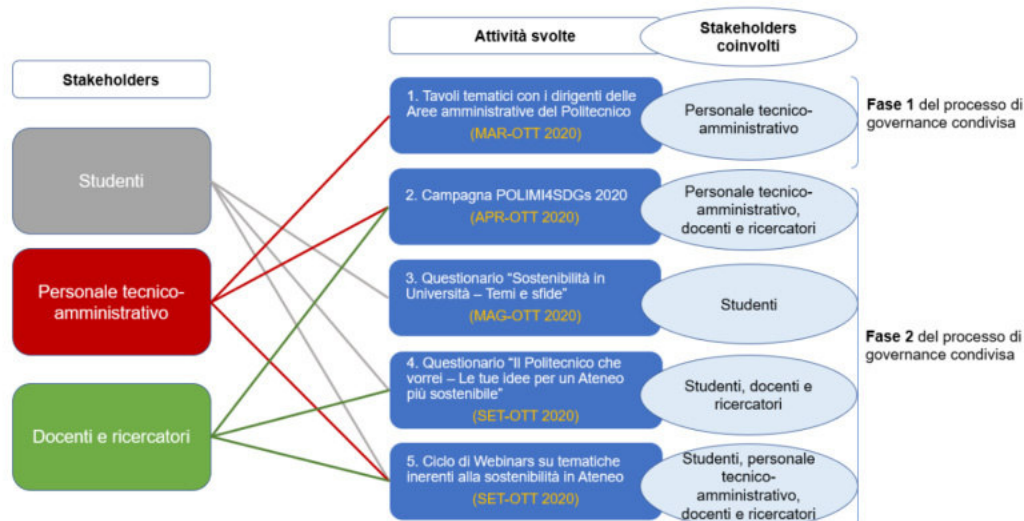 Stakeholders
Studenti
Personale tecnico-
amministrativo
Docenti e ricercatori
Attività svolte
Stakeholders
coinvolti
1. Tavoli tematici con i dirigenti delle
Aree amministrative del Politecnico
(MAR-OTT 2020)
Personale tecnico-
amministrativo
Fase 1 del processo di
governance condivisa
2. Campagna POLIMI4SDGs 2020
(APR-OTT 2020)
Personale tecnico-
amministrativo,
docenti e ricercatori
3. Questionario "Sostenibilità in
Università – Temi e sfide"
(MAG-OTT 2020)
Studenti
Fase 2 del processo di
governance condivisa
4. Questionario "Il Politecnico che
vorrei – Le tue idee per un Ateneo
più sostenibile"
(SET-OTT 2020)
Studenti, docenti e
ricercatori
5. Ciclo di Webinars su tematiche
inerenti alla sostenibilità in Ateneo
(SET-OTT 2020)
Studenti, personale
tecnico-
amministrativo,
docenti e ricercatori